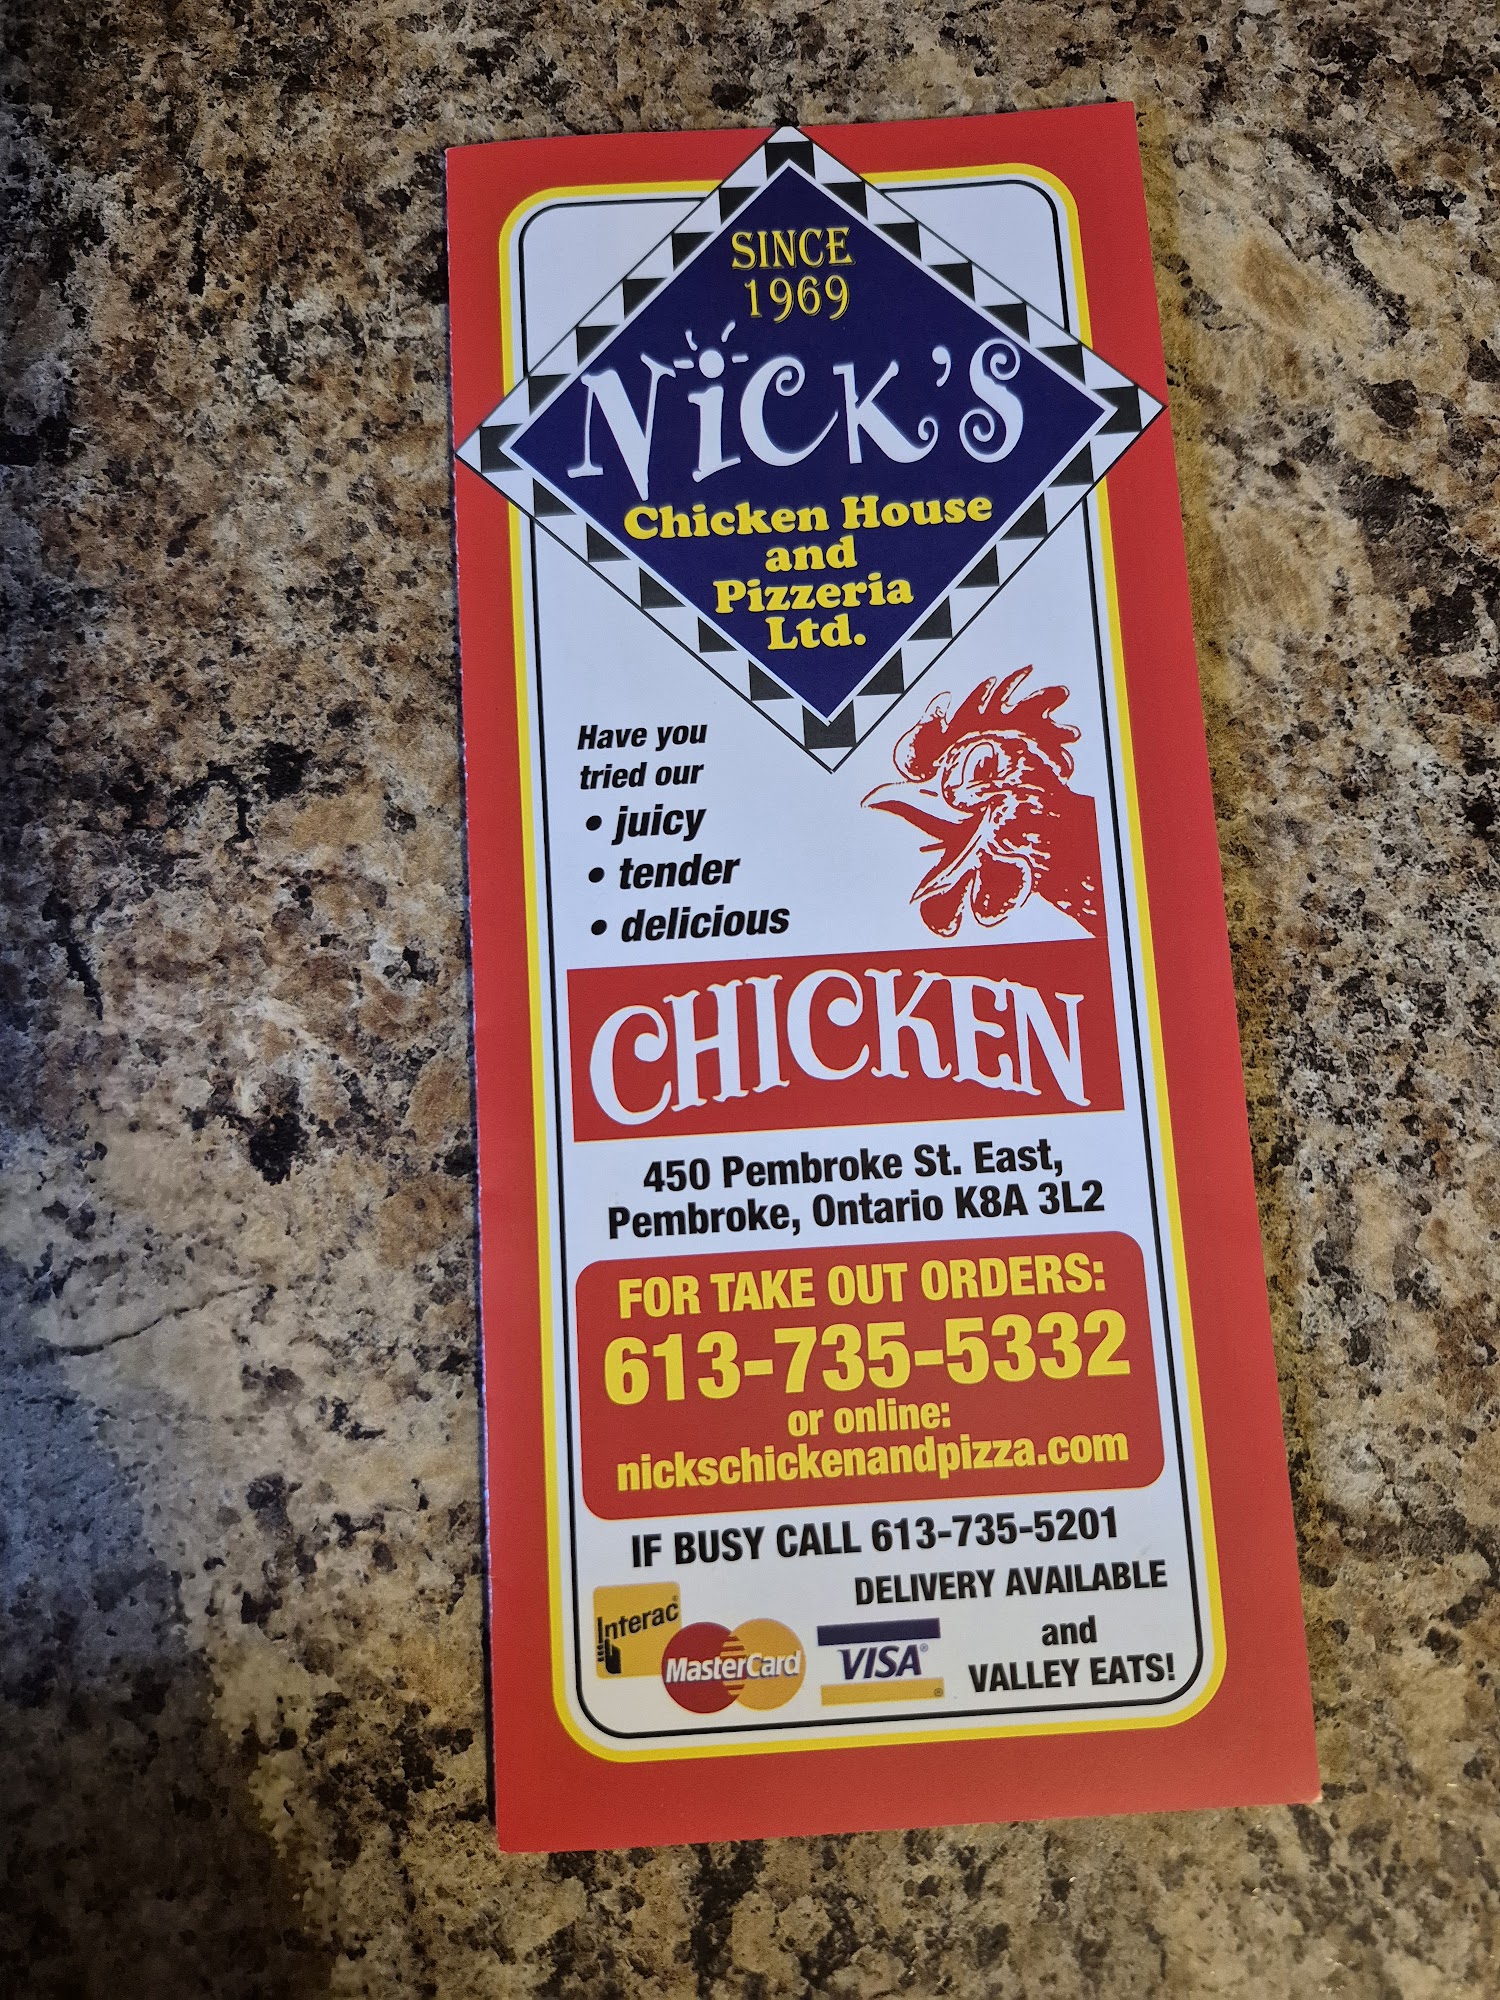 SINCE
1969
Nick's
Chicken House
and
Pizzeria
Ltd.
Have you
tried our
• juicy
• tender
• delicious
CHICKEN
450 Pembroke St. East,
Pembroke, Ontario K8A 3L2
FOR TAKE OUT ORDERS:
613-735-5332
or online:
nickschickenandpizza.com
IF BUSY CALL 613-735-5201
DELIVERY AVAILABLE
and
VALLEY EATS!
Interac
MasterCard
VISA